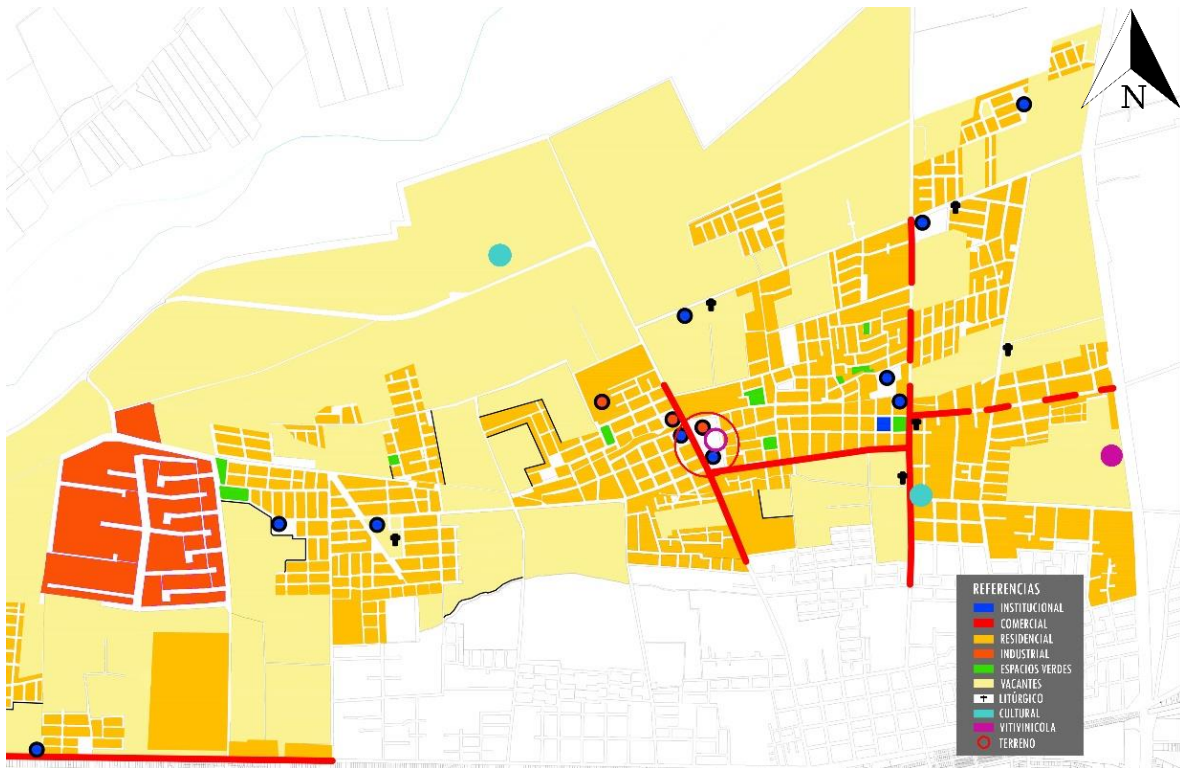 N
REFERENCIAS
INSTITUCIONAL
COMERCIAL
RESIDENCIAL
INDUSTRIAL
ESPACIOS VERDES
VACANTES
LITÚRGICO
CULTURAL
VITIVINICOLA
TERRENO